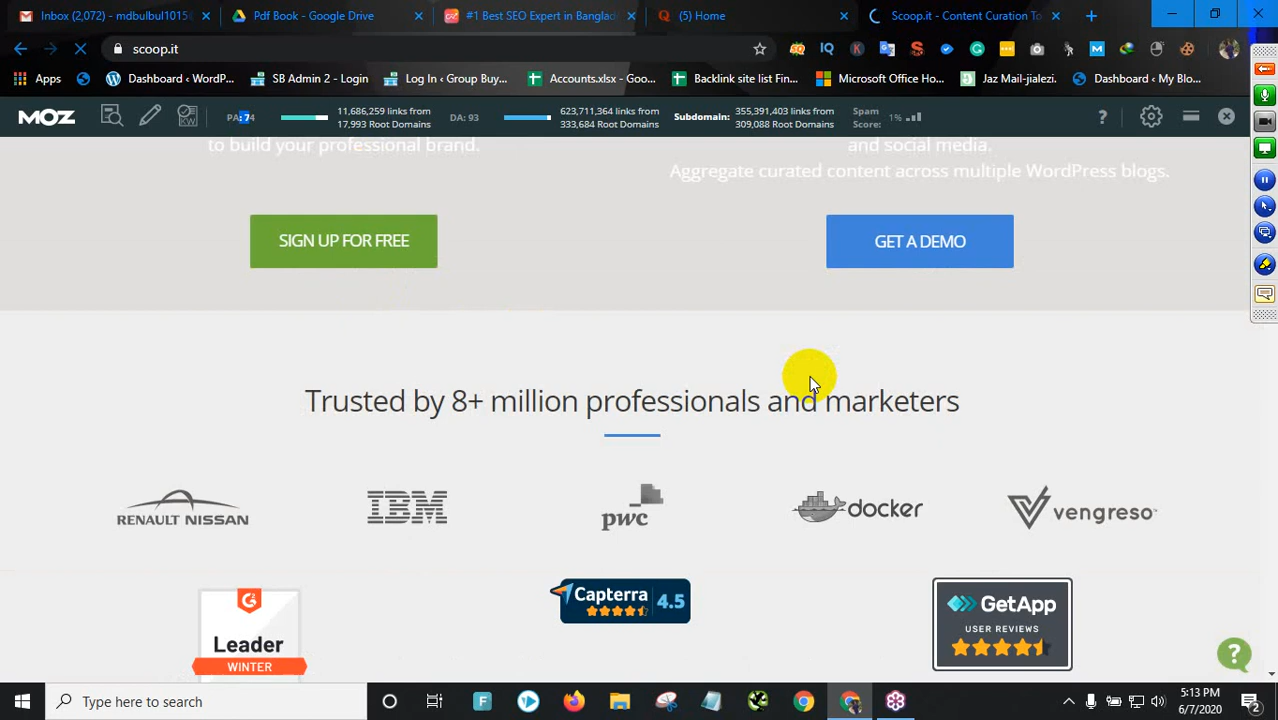 Inbox (2,072) - mdbulbul1015@
Pdf Book - Google Drive
#1 Best SEO Expert in Banglad
(5) Home
Scoop.it - Content Curation To
scoop.it
Apps
Dashboard ‹ WordP...
SB Admin 2 - Login
Log In ‹ Group Buy...
Accounts.xlsx - Goo...
Backlink site list Fin...
Microsoft Office Ho...
Jaz Mail-jialezi.
Dashboard ‹ My Blo...
MOZ
PA: 74
11,686,259 links from
17,993 Root Domains
DA: 93
623,711,364 links from
333,684 Root Domains
Subdomain:
355,391,403 links from
309,088 Root Domains
Spam
Score:
1%
?
to build your professional brand.
and social media.
Aggregate curated content across multiple WordPress blogs.
SIGN UP FOR FREE
GET A DEMO
Trusted by 8+ million professionals and marketers
RENAULT NISSAN
IBM
pwc
docker
vengreso
G2
Leader
WINTER
Capterra
4.5
GetApp
USER REVIEWS
?
Type here to search
5:13 PM
6/7/2020
2